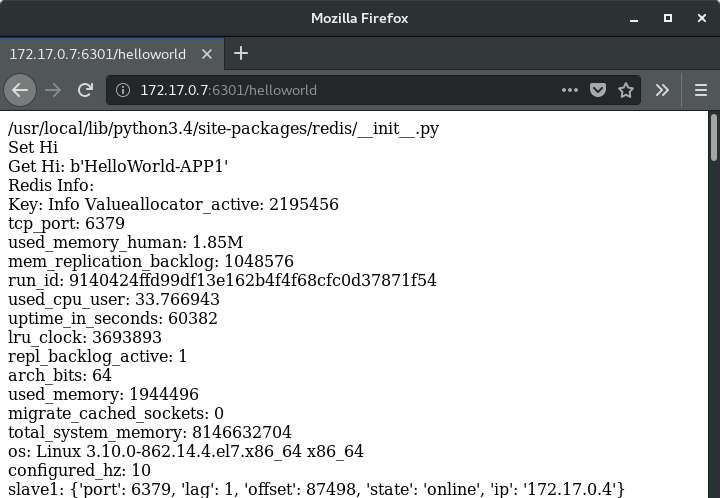 Mozilla Firefox
172.17.0.7:6301/helloworld
172.17.0.7:6301/helloworld
/usr/local/lib/python3.4/site-packages/redis/__init__.py
Set Hi
Get Hi: b'HelloWorld-APP1'
Redis Info:
Key: Info Valueallocator_active: 2195456
tcp_port: 6379
used_memory_human: 1.85M
mem_replication_backlog: 1048576
run_id: 9140424ffd99df13e162b4f4f68cfc0d37871f54
used_cpu_user: 33.766943
uptime_in_seconds: 60382
lru_clock: 3693893
repl_backlog_active: 1
arch_bits: 64
used_memory: 1944496
migrate_cached_sockets: 0
total_system_memory: 8146632704
os: Linux 3.10.0-862.14.4.el7.x86_64 x86_64
configured_hz: 10
slave1: {'port': 6379, 'lag': 1, 'offset': 87498, 'state': 'online', 'ip': '172.17.0.4'}